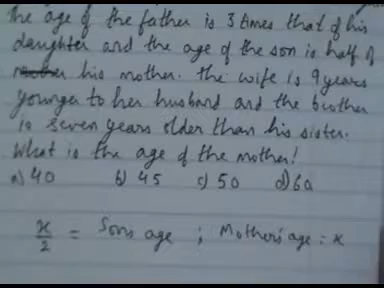 the age of the father is 3 times that of his
daughter and the age of the son is half of
his mother. the wife is 9 years
younger to her husband and the brother
is seven years older than his sister.
What is the age of the mother?
a) 40 b) 45 c) 50 d) 60
x/2 = Son's age ; Mother's age = x